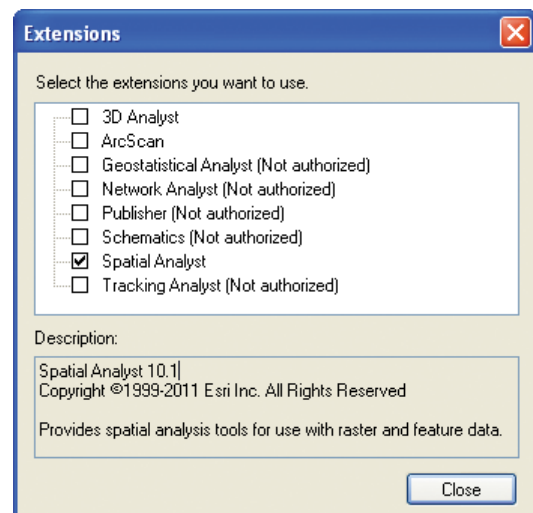 Extensions
Select the extensions you want to use.
3D Analyst
ArcScan
Geostatistical Analyst (Not authorized)
Network Analyst (Not authorized)
Publisher (Not authorized)
Schematics (Not authorized)
Spatial Analyst
Tracking Analyst (Not authorized)
Description:
Spatial Analyst 10.1
Copyright ©1999-2011 Esri Inc. All Rights Reserved
Provides spatial analysis tools for use with raster and feature data.
Close